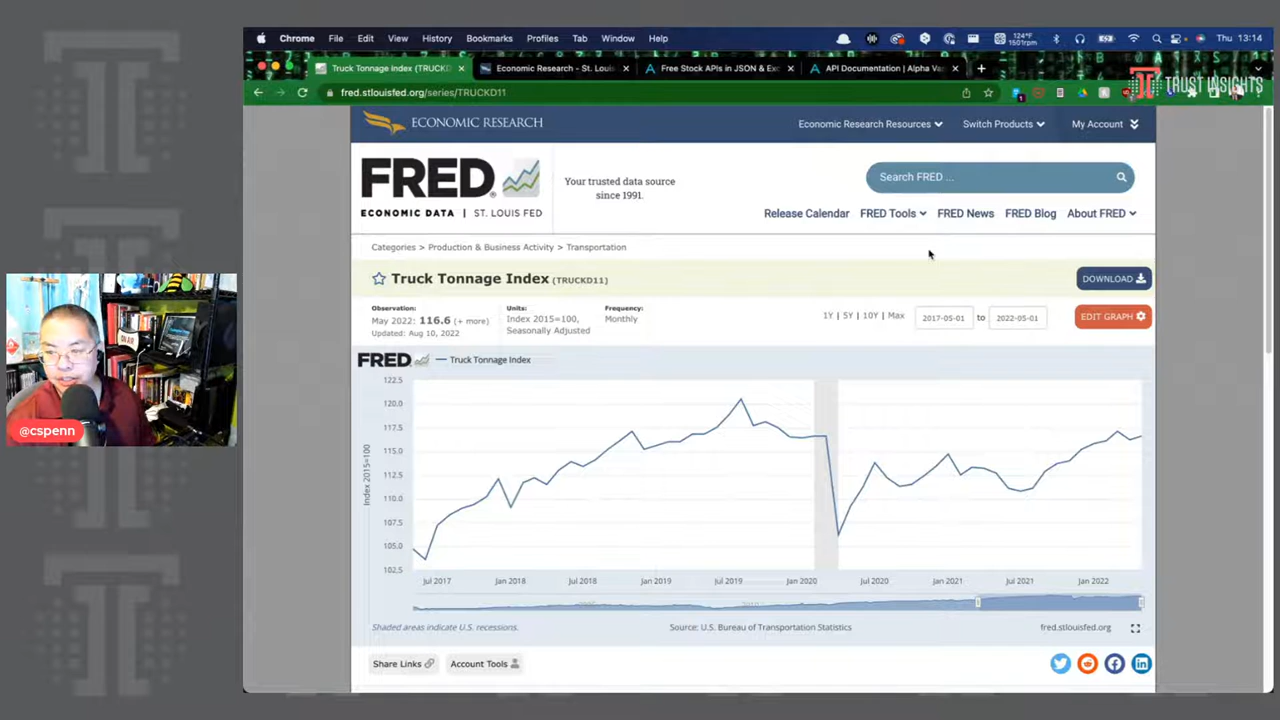 Chrome File Edit View History Bookmarks Profiles Tab Window Help
124°F
1501rpm
Thu 13:14
Truck Tonnage Index (TRUCKD
Economic Research - St. Loui
Free Stock APIs in JSON & Exc
API Documentation | Alpha Va
TRUST INSIGHTS
fred.stlouisfed.org/series/TRUCKD11
ECONOMIC RESEARCH
Economic Research Resources
Switch Products
My Account
FRED
ECONOMIC DATA | ST. LOUIS FED
Your trusted data source
since 1991.
Search FRED ...
Release Calendar
FRED Tools
FRED News
FRED Blog
About FRED
Categories > Production & Business Activity > Transportation
Truck Tonnage Index (TRUCKD11)
DOWNLOAD
Observation:
May 2022: 116.6 (+ more)
Updated: Aug 10, 2022
Units:
Index 2015=100,
Seasonally Adjusted
Frequency:
Monthly
1Y | 5Y | 10Y | Max
2017-05-01 to 2022-05-01
EDIT GRAPH
FRED
Truck Tonnage Index
Index 2015=100
122.5
120.0
117.5
115.0
112.5
110.0
107.5
105.0
102.5
Jul 2017 Jan 2018 Jul 2018 Jan 2019 Jul 2019 Jan 2020 Jul 2020 Jan 2021 Jul 2021 Jan 2022
Shaded areas indicate U.S. recessions.
Source: U.S. Bureau of Transportation Statistics
fred.stlouisfed.org
Share Links
Account Tools
@cspenn